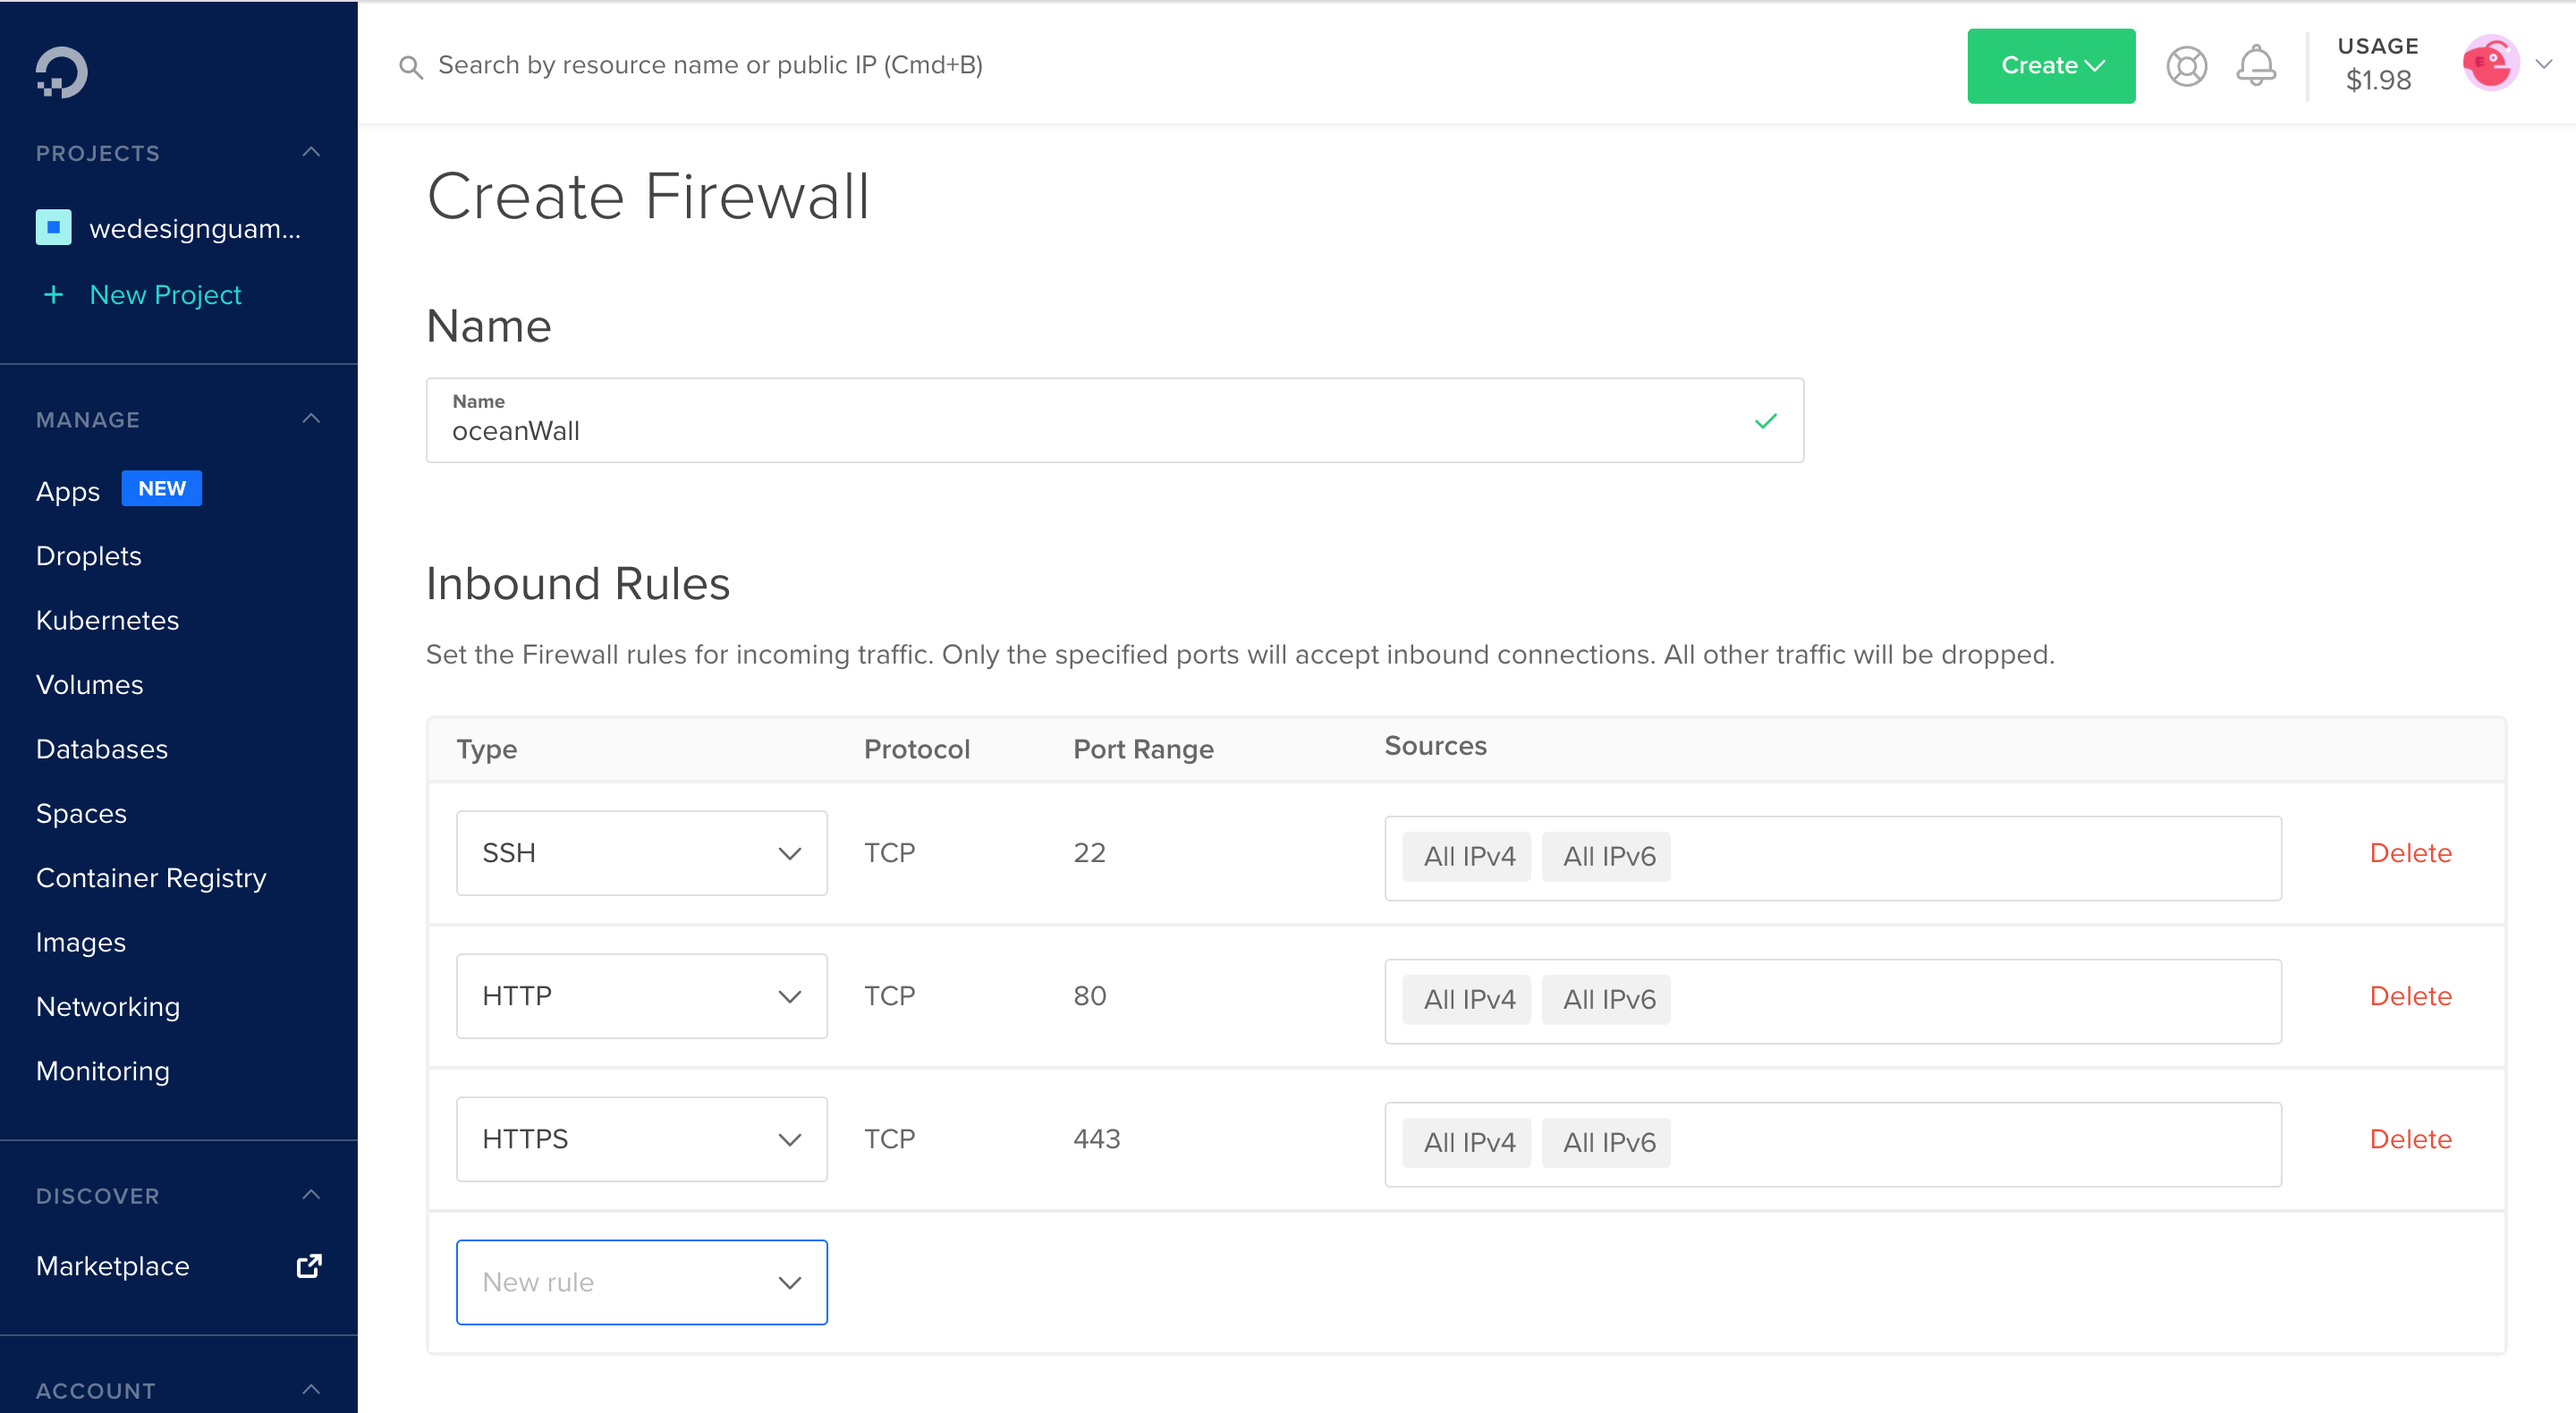 Search by resource name or public IP (Cmd+B)
Create
USAGE
$1.98
PROJECTS
wedesignguam...
+ New Project
MANAGE
Apps NEW
Droplets
Kubernetes
Volumes
Databases
Spaces
Container Registry
Images
Networking
Monitoring
DISCOVER
Marketplace
ACCOUNT
Create Firewall
Name
Name
oceanWall
Inbound Rules
Set the Firewall rules for incoming traffic. Only the specified ports will accept inbound connections. All other traffic will be dropped.
Type Protocol Port Range Sources
SSH TCP 22 All IPv4 All IPv6 Delete
HTTP TCP 80 All IPv4 All IPv6 Delete
HTTPS TCP 443 All IPv4 All IPv6 Delete
New rule